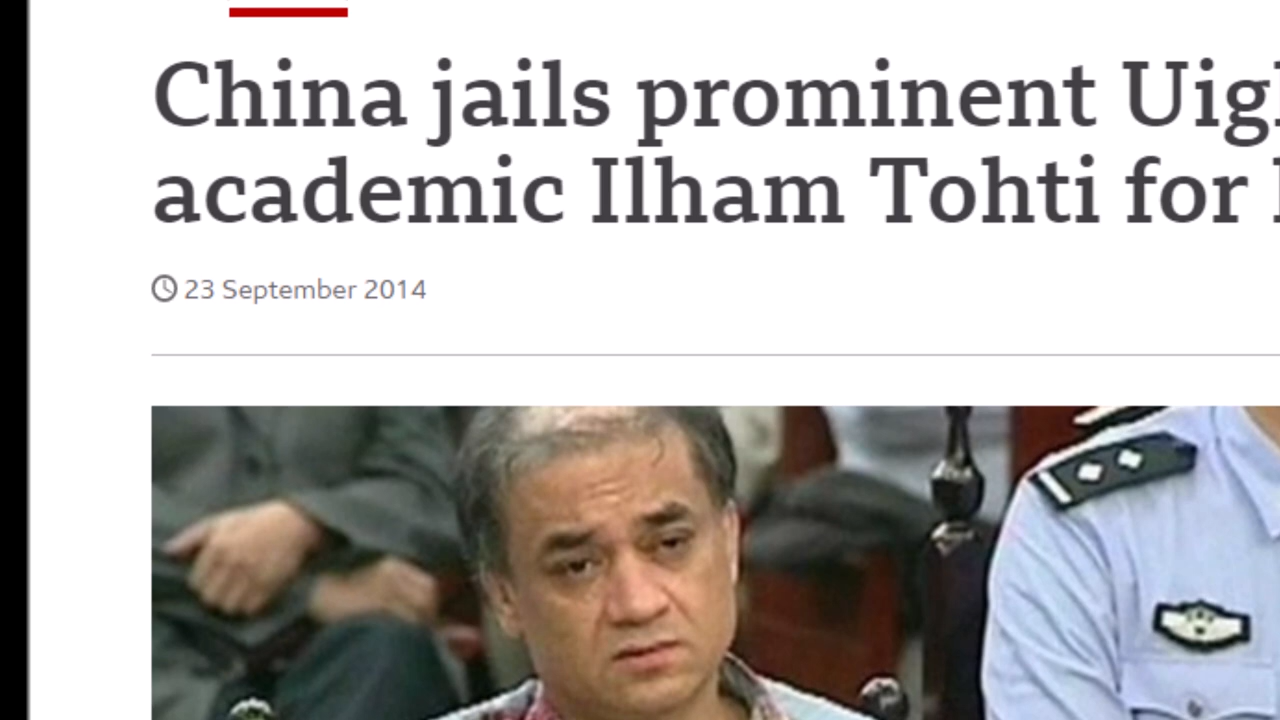 China jails prominent
academic Ilham Tohti for
23 September 2014